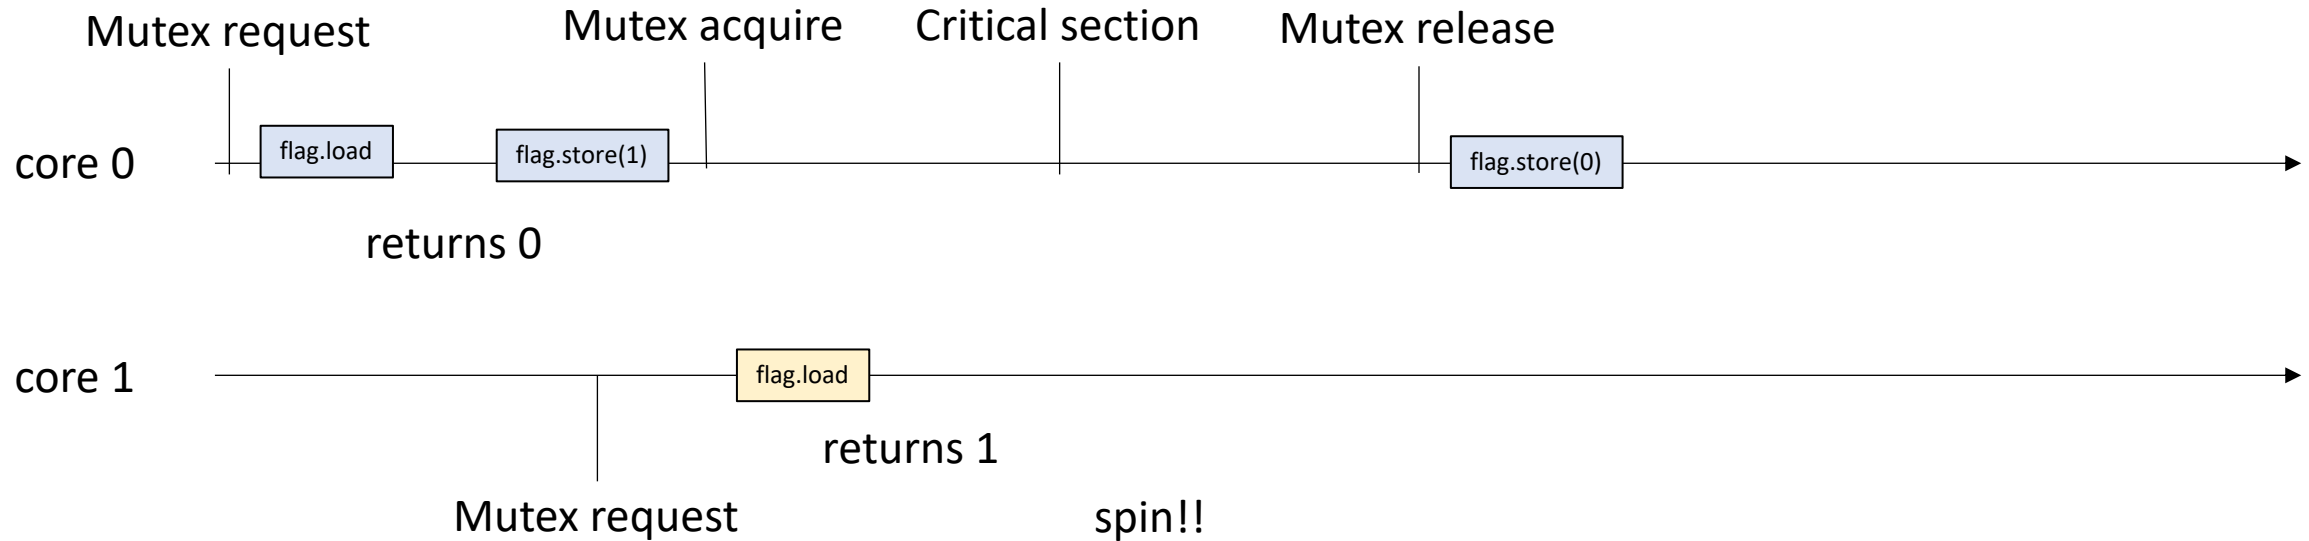 Mutex request
Mutex acquire
Critical section
Mutex release
core 0
flag.load
flag.store(1)
flag.store(0)
returns 0
core 1
flag.load
returns 1
Mutex request
spin!!